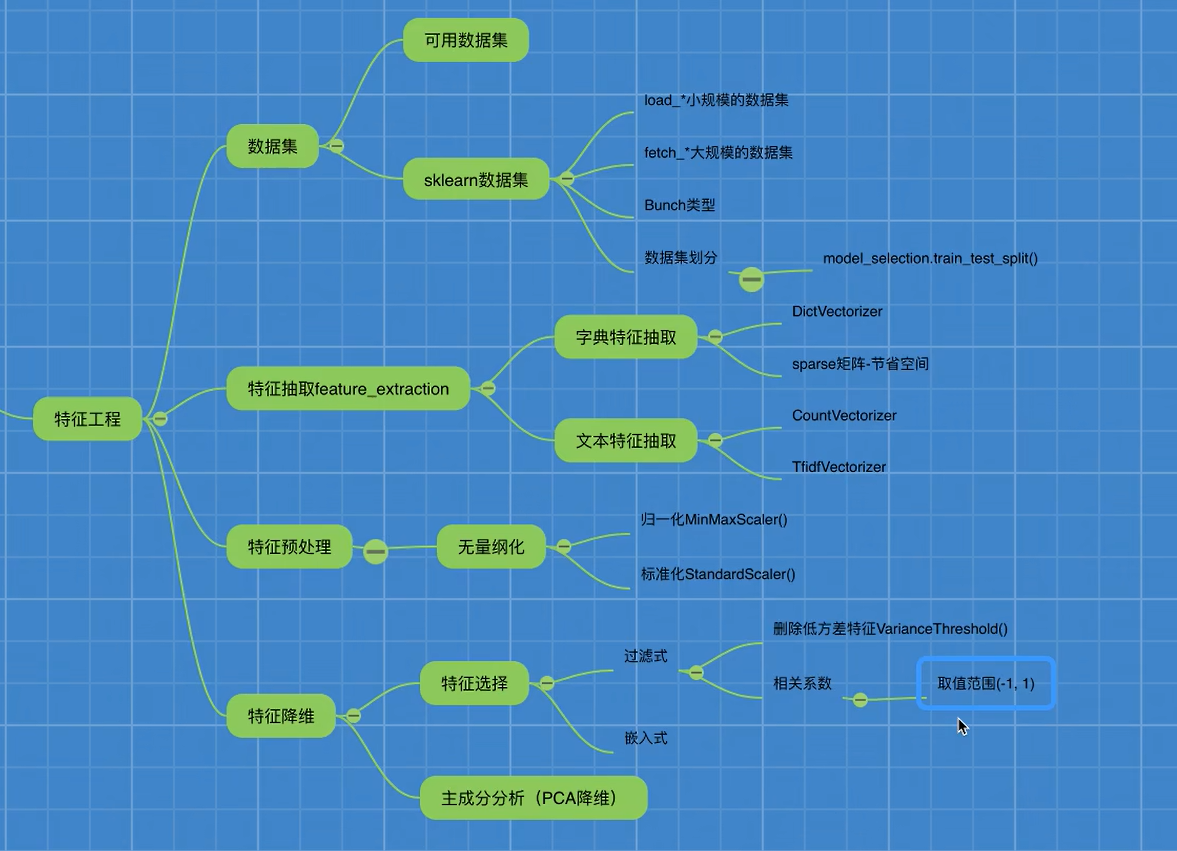 可用数据集
load_*小规模的数据集
数据集
fetch_*大规模的数据集
sklearn数据集
Bunch类型
数据集划分
model_selection.train_test_split()
DictVectorizer
字典特征抽取
sparse矩阵-节省空间
特征抽取feature_extraction
特征工程
CountVectorizer
文本特征抽取
TfidfVectorizer
归一化MinMaxScaler()
特征预处理
无量纲化
标准化StandardScaler()
删除低方差特征VarianceThreshold()
过滤式
特征选择
相关系数
取值范围(-1, 1)
特征降维
嵌入式
主成分分析（PCA降维）